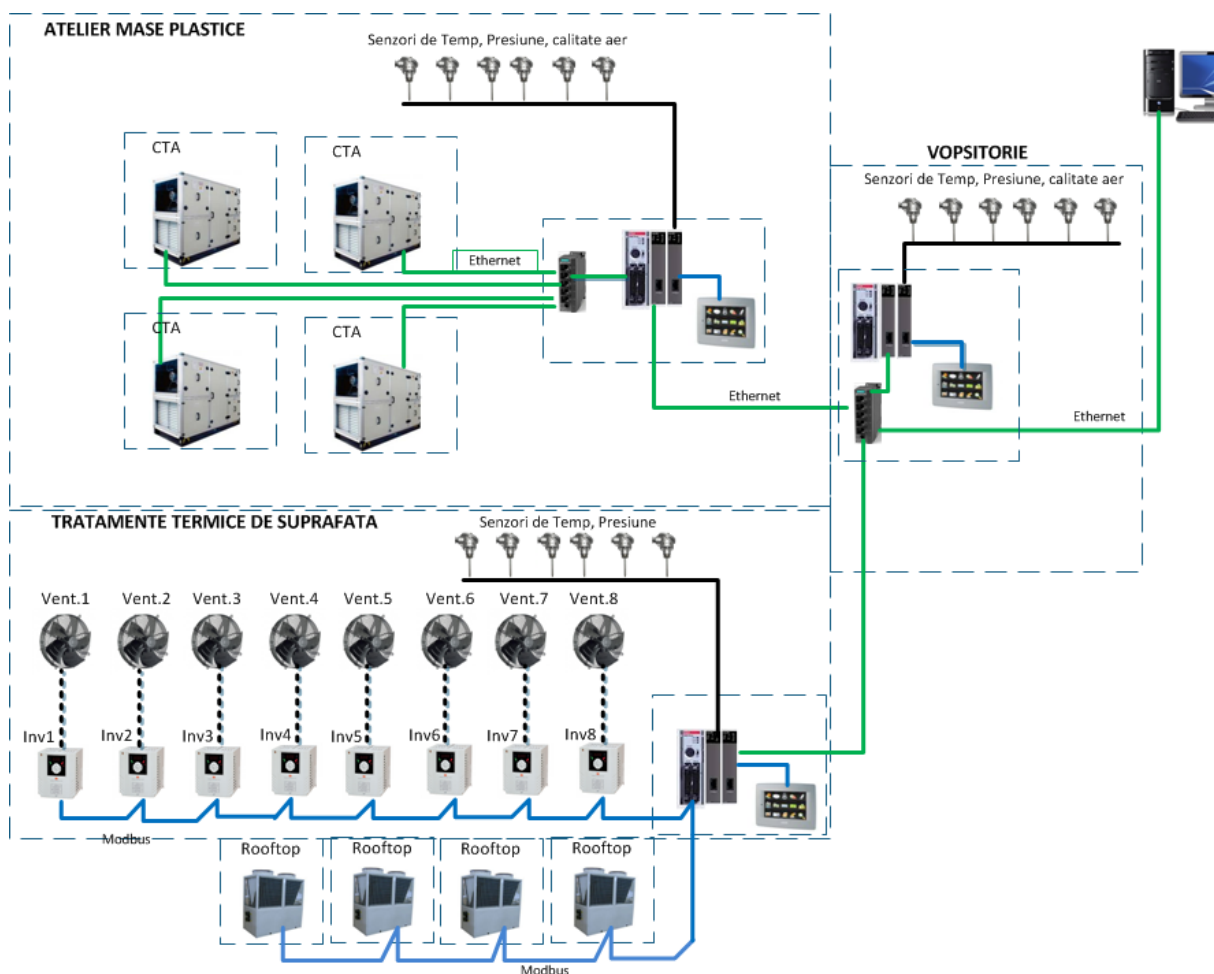 ATELIER MASE PLASTICE
Senzori de Temp, Presiune, calitate aer
CTA
CTA
Ethernet
CTA
CTA
VOPSITORIE
Senzori de Temp, Presiune, calitate aer
Ethernet
Ethernet
TRATAMENTE TERMICE DE SUPRAFATA
Senzori de Temp, Presiune
Vent.1 Vent.2 Vent.3 Vent.4 Vent.5 Vent.6 Vent.7 Vent.8
Inv1 Inv2 Inv3 Inv4 Inv5 Inv6 Inv7 Inv8
Modbus
Rooftop Rooftop Rooftop Rooftop
Modbus